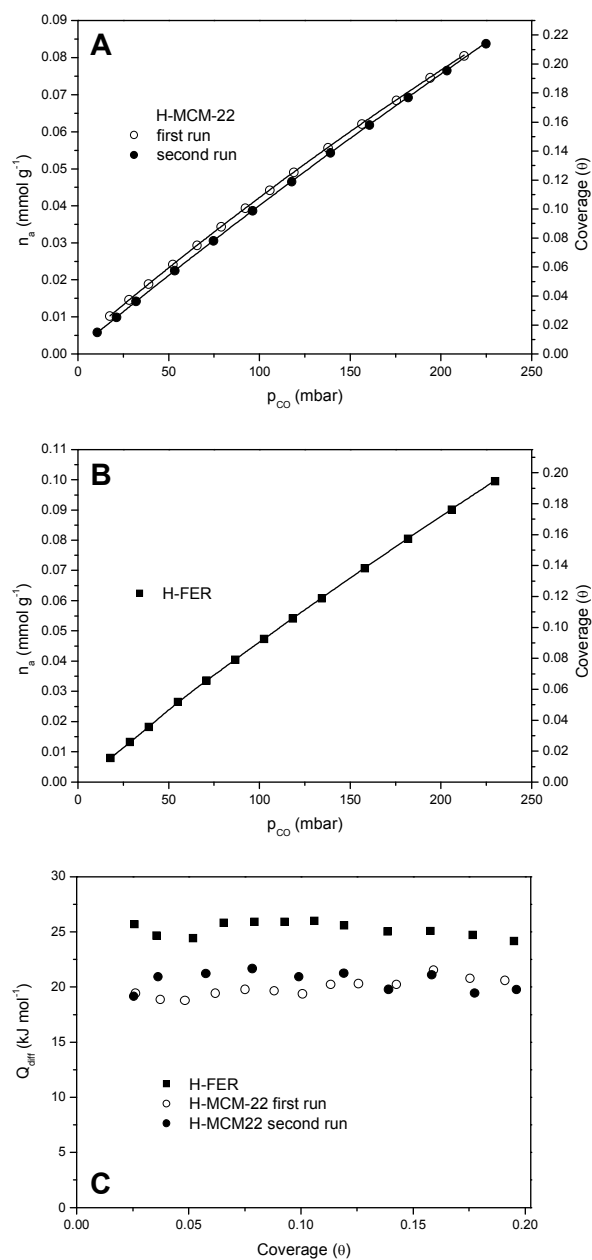 A
H-MCM-22
first run
second run
0.09
0.08
0.07
0.06
0.05
0.04
0.03
0.02
0.01
0.00
nₐ (mmol g⁻¹)
0.20
0.18
0.16
0.14
0.12
0.10
0.08
0.06
0.04
0.02
0.00
Coverage (θ)
0 50 100 150 200 250
p_CO (mbar)
B
H-FER
0.11
0.10
0.09
0.08
0.07
0.06
0.05
0.04
0.03
0.02
0.01
0.00
nₐ (mmol g⁻¹)
0.20
0.18
0.16
0.14
0.12
0.10
0.08
0.06
0.04
0.02
0.00
Coverage (θ)
0 50 100 150 200 250
p_CO (mbar)
30
25
20
15
10
5
0
Q_diff (kJ mol⁻¹)
H-FER
H-MCM-22 first run
H-MCM22 second run
C
0.00 0.05 0.10 0.15 0.20
Coverage (θ)